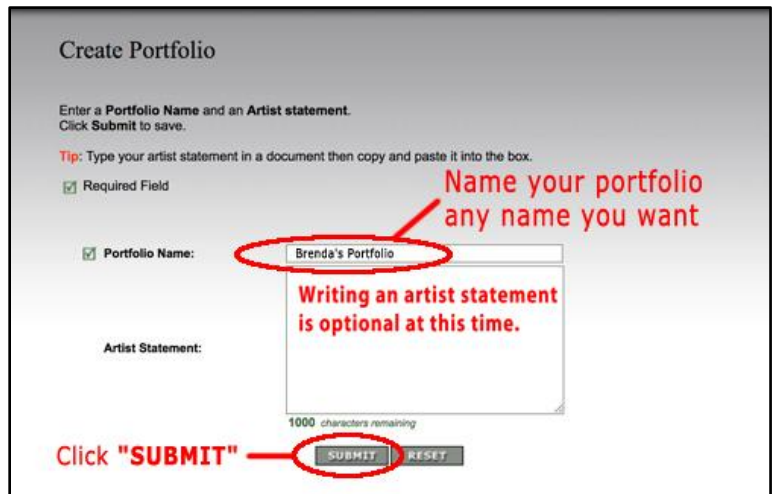 Create Portfolio
Enter a Portfolio Name and an Artist statement.
Click Submit to save.
Tip: Type your artist statement in a document then copy and paste it into the box.
Required Field
Name your portfolio
any name you want
Portfolio Name:
Brenda's Portfolio
Writing an artist statement
is optional at this time.
Artist Statement:
1000 characters remaining
Click "SUBMIT"
SUBMIT
RESET